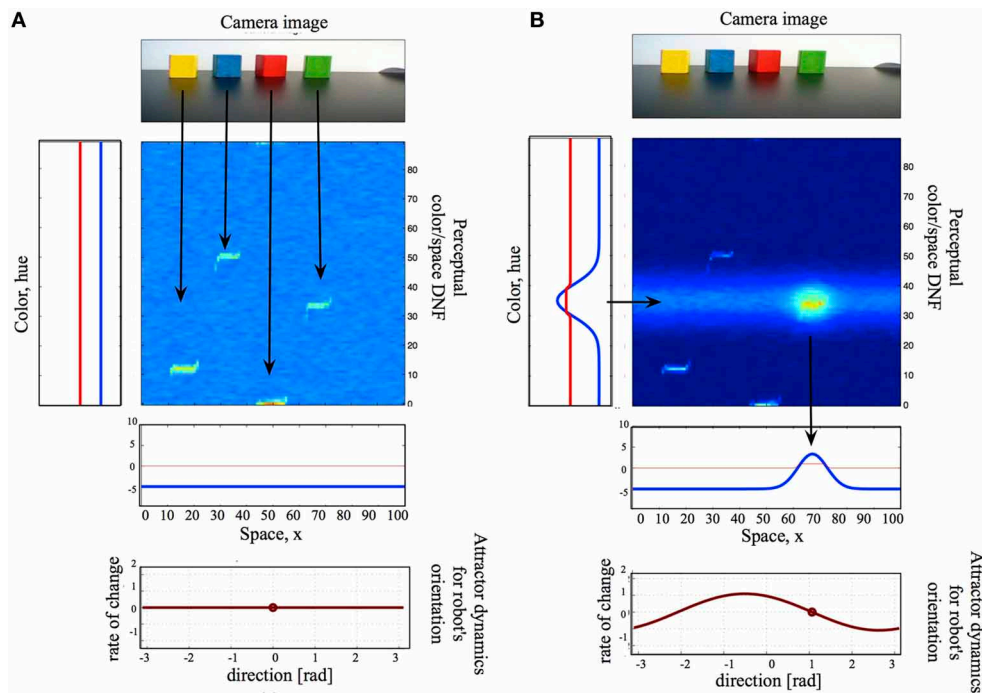 A
Camera image
Color, hue
80
70
60
50
40
30
20
10
0
Perceptual
color/space DNF
10
5
0
-5
0 10 20 30 40 50 60 70 80 90 100
Space, x
rate of change
2
1
0
-1
-3 -2 -1 0 1 2 3
direction [rad]
Attractor dynamics
for robot's
orientation
B
Camera image
Color, hue
80
70
60
50
40
30
20
10
0
Perceptual
color/space DNF
10
5
0
-5
0 10 20 30 40 50 60 70 80 90 100
Space, x
rate of change
2
1
0
-1
-3 -2 -1 0 1 2 3
direction [rad]
Attractor dynamics
for robot's
orientation